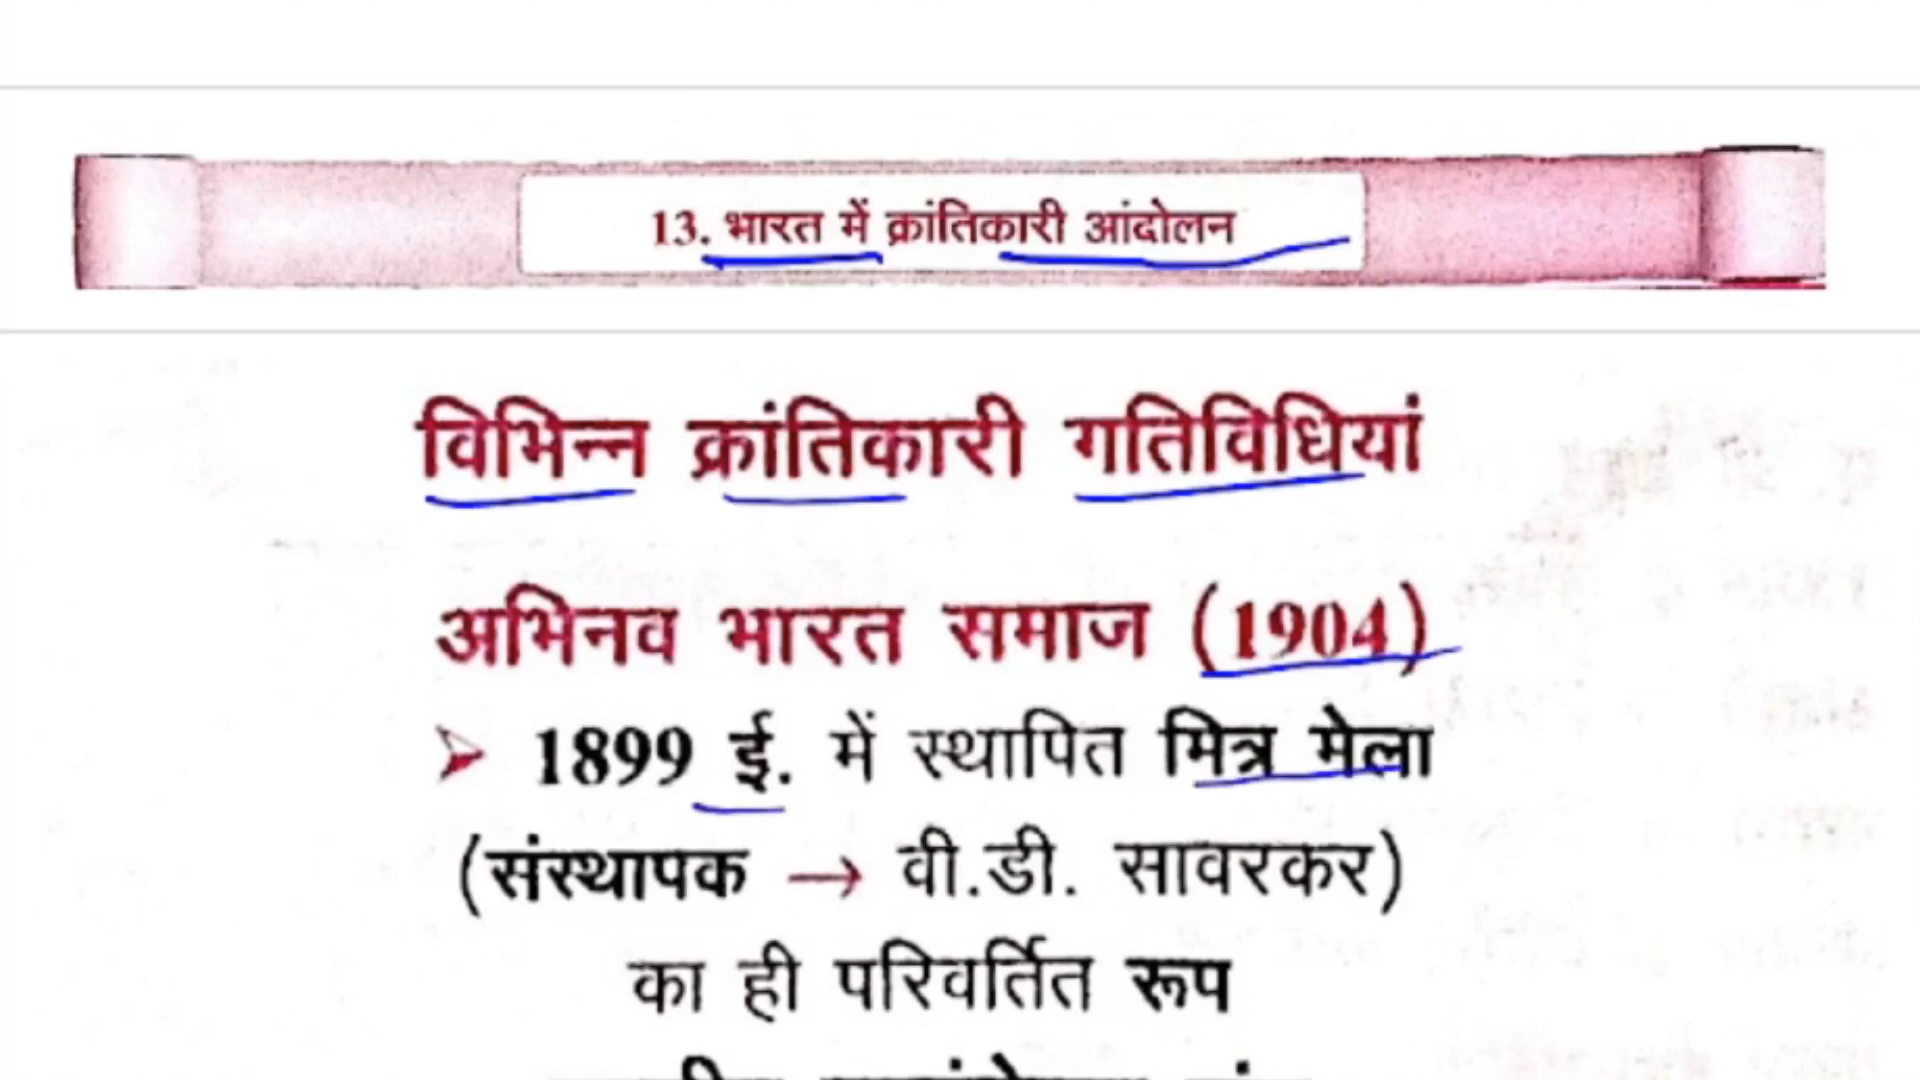 13. भारत में क्रांतिकारी आंदोलन
विभिन्न क्रांतिकारी गतिविधियां
अभिनव भारत समाज (1904)
➢ 1899 ई. में स्थापित मित्र मेला
(संस्थापक → वी.डी. सावरकर)
का ही परिवर्तित रूप